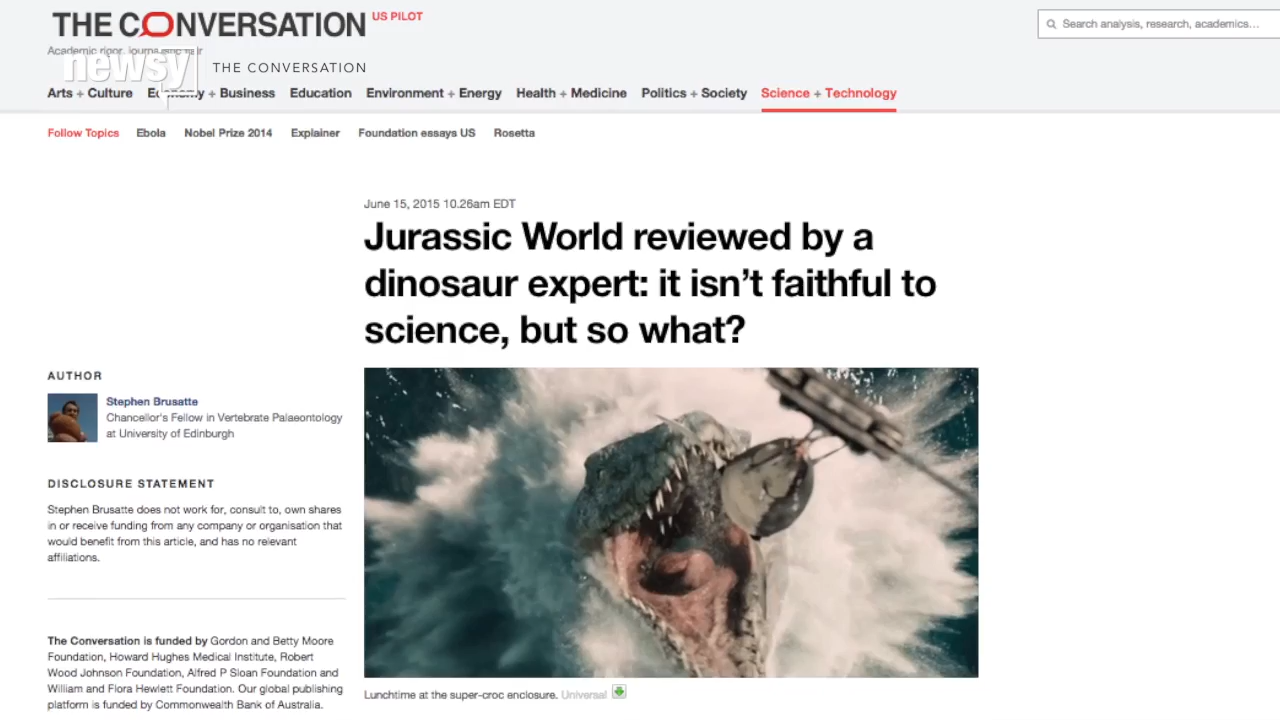 THE CONVERSATION
US PILOT
Search analysis, research, academics...
Academic rigor, journalistic flair
newsy
THE CONVERSATION
Arts + Culture
Economy + Business
Education
Environment + Energy
Health + Medicine
Politics + Society
Science + Technology
Follow Topics
Ebola
Nobel Prize 2014
Explainer
Foundation essays US
Rosetta
June 15, 2015 10.26am EDT
Jurassic World reviewed by a
dinosaur expert: it isn't faithful to
science, but so what?
AUTHOR
Stephen Brusatte
Chancellor's Fellow in Vertebrate Palaeontology
at University of Edinburgh
DISCLOSURE STATEMENT
Stephen Brusatte does not work for, consult to, own shares
in or receive funding from any company or organisation that
would benefit from this article, and has no relevant
affiliations.
The Conversation is funded by Gordon and Betty Moore
Foundation, Howard Hughes Medical Institute, Robert
Wood Johnson Foundation, Alfred P Sloan Foundation and
William and Flora Hewlett Foundation. Our global publishing
platform is funded by Commonwealth Bank of Australia.
Lunchtime at the super-croc enclosure. Universal